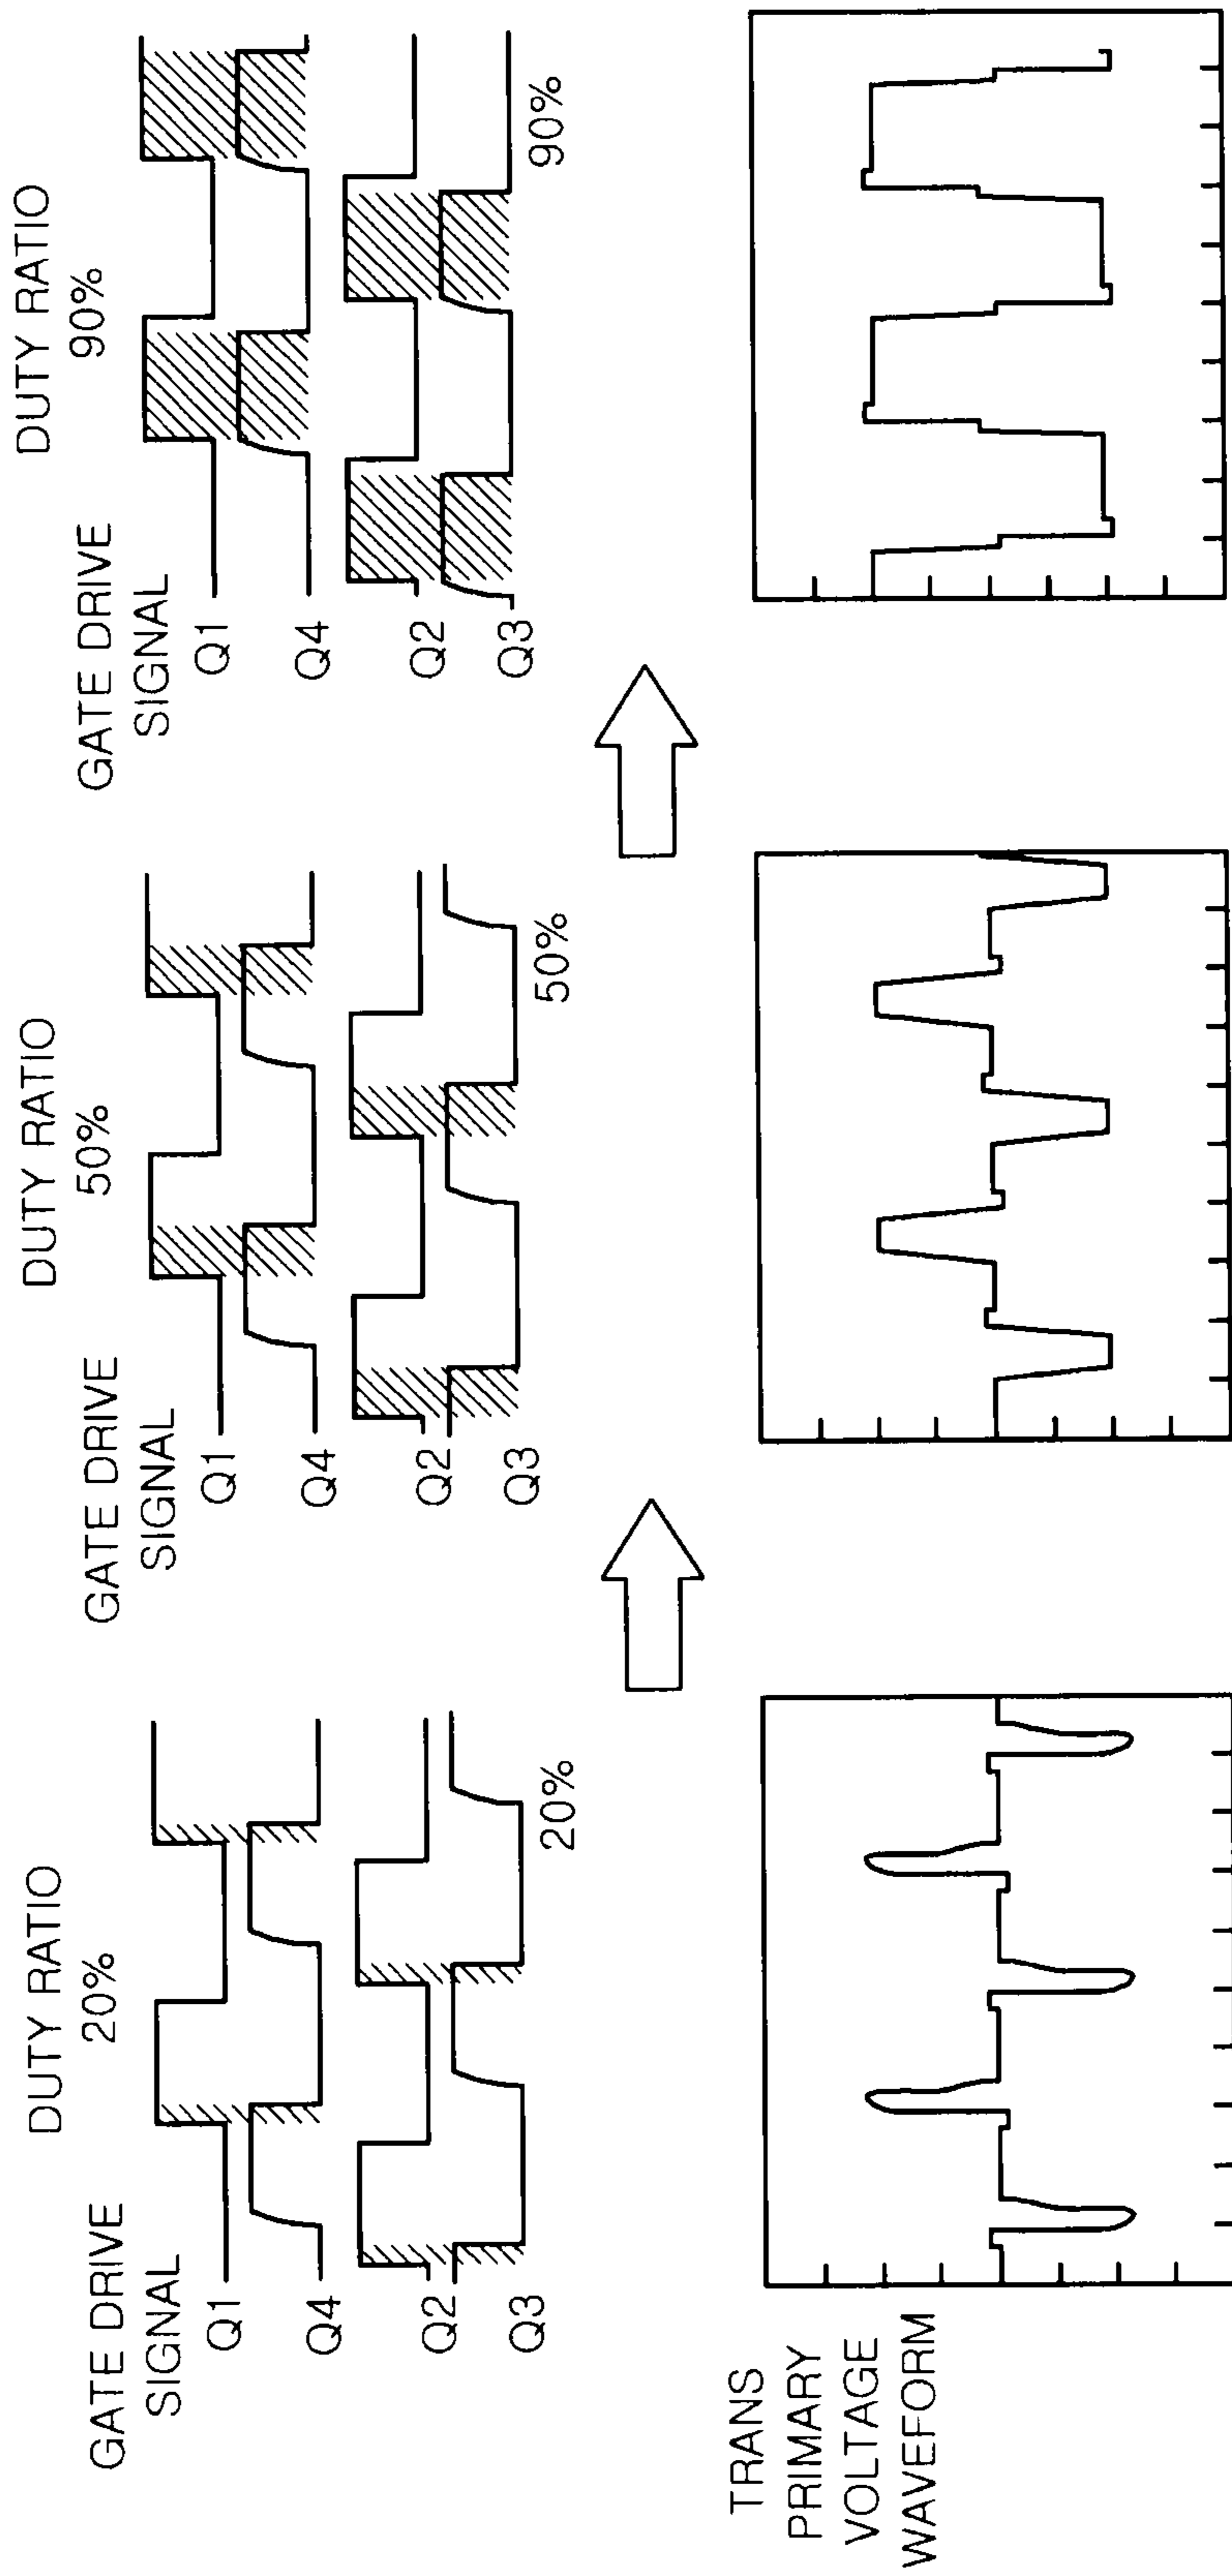 DUTY RATIO
20%
GATE DRIVE
SIGNAL
Q1
Q4
Q2
Q3
20%
DUTY RATIO
50%
GATE DRIVE
SIGNAL
Q1
Q4
Q2
Q3
50%
DUTY RATIO
90%
GATE DRIVE
SIGNAL
Q1
Q4
Q2
Q3
90%
TRANS
PRIMARY
VOLTAGE
WAVEFORM